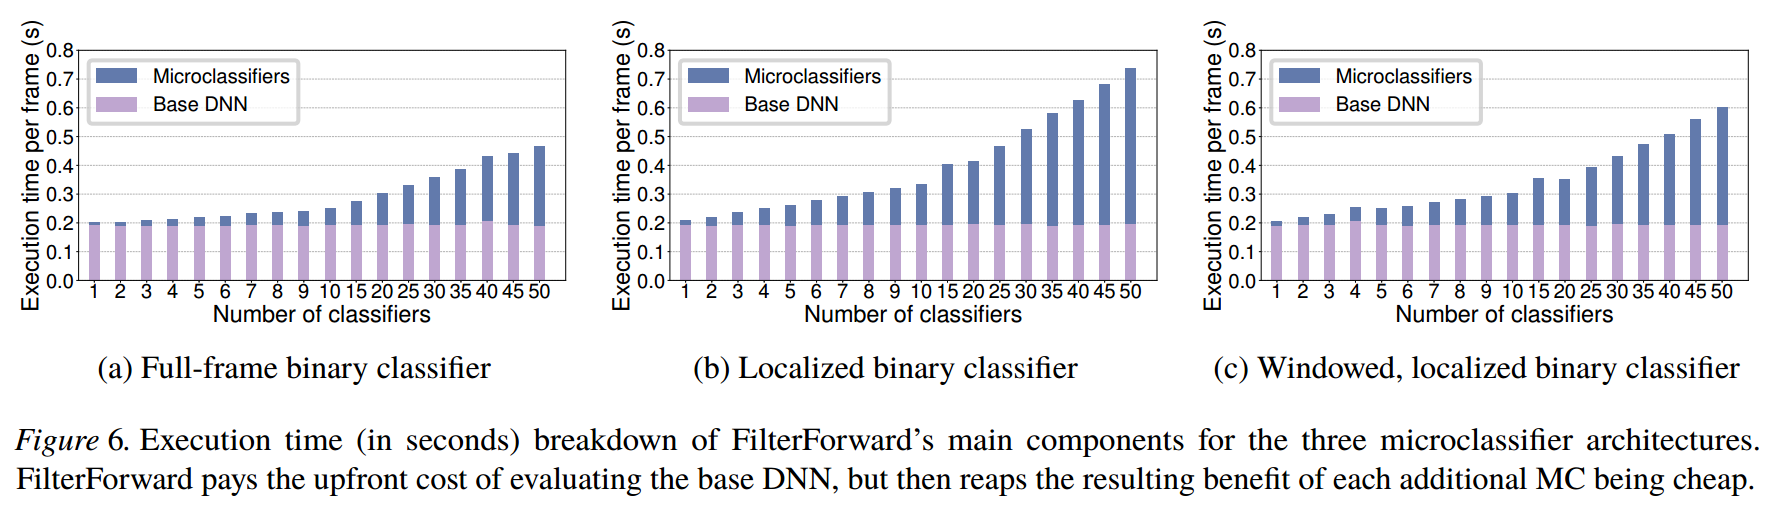 Execution time per frame (s)
0.8
0.7
0.6
0.5
0.4
0.3
0.2
0.1
0.0
Microclassifiers
Base DNN
1 2 3 4 5 6 7 8 9 10 15 20 25 30 35 40 45 50
Number of classifiers
(a) Full-frame binary classifier
Execution time per frame (s)
0.8
0.7
0.6
0.5
0.4
0.3
0.2
0.1
0.0
Microclassifiers
Base DNN
1 2 3 4 5 6 7 8 9 10 15 20 25 30 35 40 45 50
Number of classifiers
(b) Localized binary classifier
Execution time per frame (s)
0.8
0.7
0.6
0.5
0.4
0.3
0.2
0.1
0.0
Microclassifiers
Base DNN
1 2 3 4 5 6 7 8 9 10 15 20 25 30 35 40 45 50
Number of classifiers
(c) Windowed, localized binary classifier
Figure 6. Execution time (in seconds) breakdown of FilterForward's main components for the three microclassifier architectures.
FilterForward pays the upfront cost of evaluating the base DNN, but then reaps the resulting benefit of each additional MC being cheap.